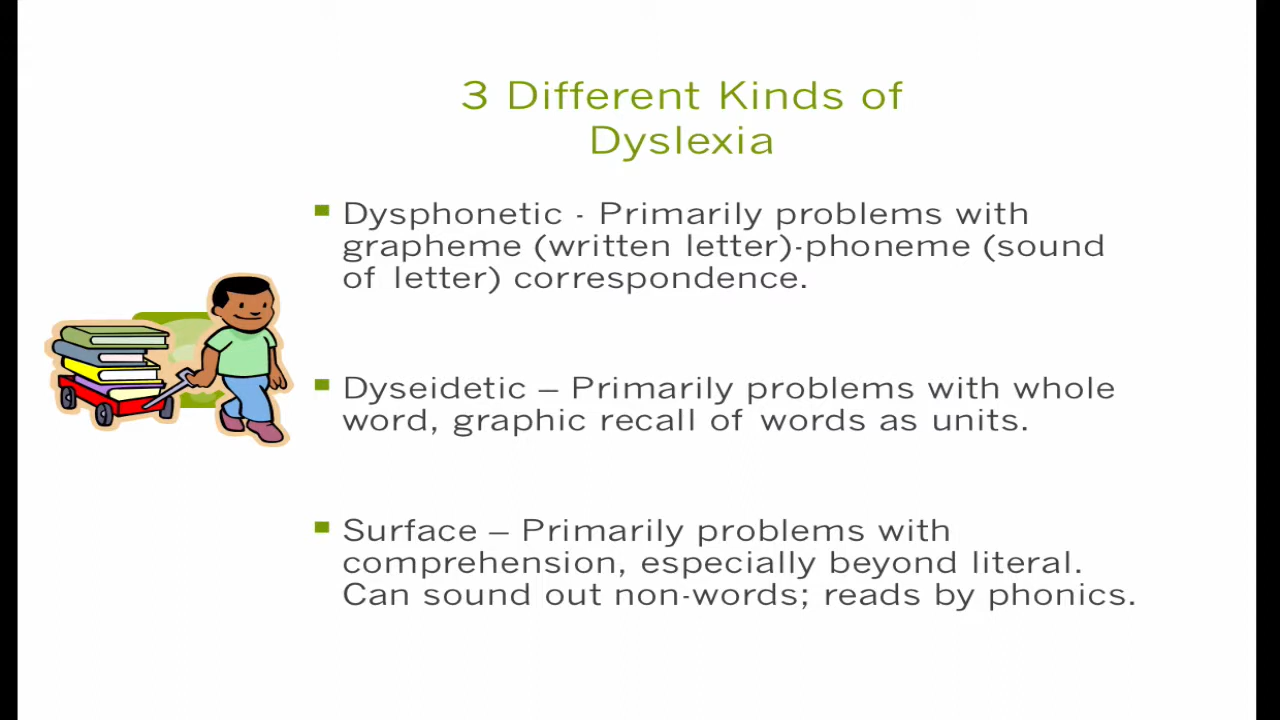 3 Different Kinds of
Dyslexia
Dysphonetic - Primarily problems with
grapheme (written letter)-phoneme (sound
of letter) correspondence.
Dyseidetic – Primarily problems with whole
word, graphic recall of words as units.
Surface – Primarily problems with
comprehension, especially beyond literal.
Can sound out non-words; reads by phonics.